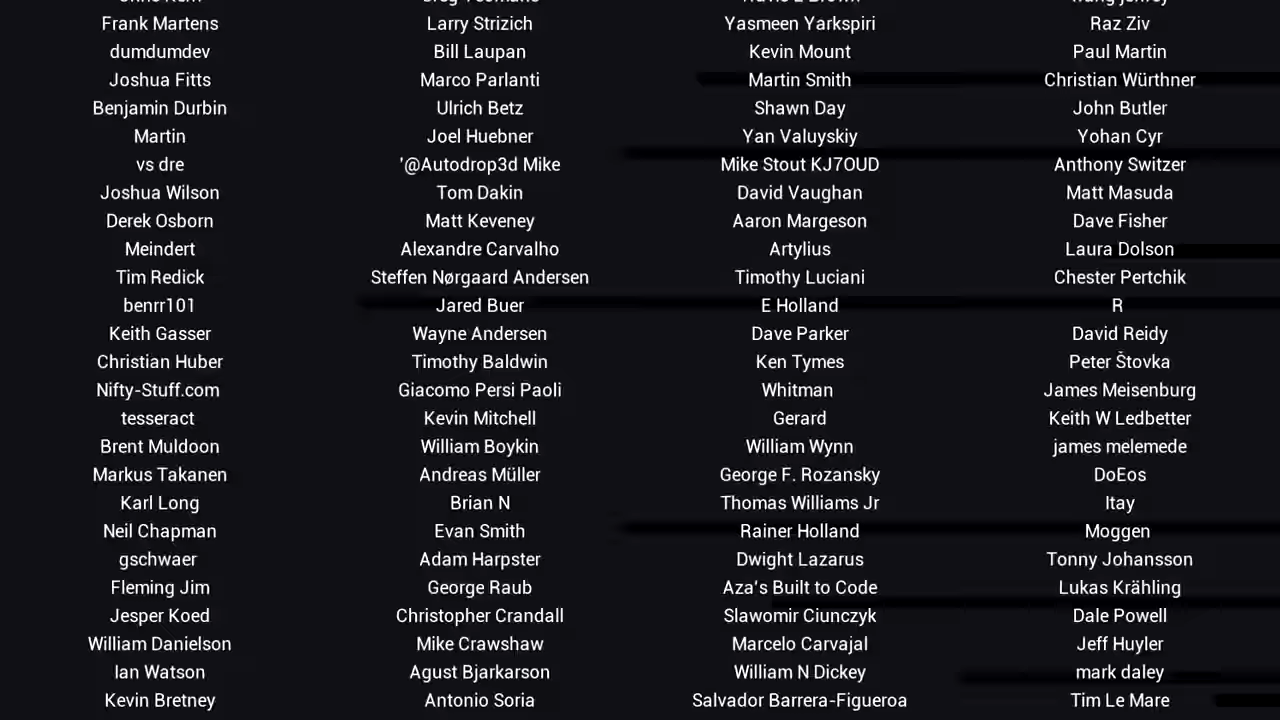 Frank Martens Larry Strizich Yasmeen Yarkspiri Raz Ziv
dumdumdev Bill Laupan Kevin Mount Paul Martin
Joshua Fitts Marco Parlanti Martin Smith Christian Würthner
Benjamin Durbin Ulrich Betz Shawn Day John Butler
Martin Joel Huebner Yan Valuyskiy Yohan Cyr
vs dre '@Autodrop3d Mike Mike Stout KJ7OUD Anthony Switzer
Joshua Wilson Tom Dakin David Vaughan Matt Masuda
Derek Osborn Matt Keveney Aaron Margeson Dave Fisher
Meindert Alexandre Carvalho Artylius Laura Dolson
Tim Redick Steffen Nørgaard Andersen Timothy Luciani Chester Pertchik
benrr101 Jared Buer E Holland R
Keith Gasser Wayne Andersen Dave Parker David Reidy
Christian Huber Timothy Baldwin Ken Tymes Peter Štovka
Nifty-Stuff.com Giacomo Persi Paoli Whitman James Meisenburg
tesseract Kevin Mitchell Gerard Keith W Ledbetter
Brent Muldoon William Boykin William Wynn james melemede
Markus Takanen Andreas Müller George F. Rozansky DoEos
Karl Long Brian N Thomas Williams Jr Itay
Neil Chapman Evan Smith Rainer Holland Moggen
gschwaer Adam Harpster Dwight Lazarus Tonny Johansson
Fleming Jim George Raub Aza's Built to Code Lukas Krähling
Jesper Koed Christopher Crandall Slawomir Ciunczyk Dale Powell
William Danielson Mike Crawshaw Marcelo Carvajal Jeff Huyler
Ian Watson Agust Bjarkarson William N Dickey mark daley
Kevin Bretney Antonio Soria Salvador Barrera-Figueroa Tim Le Mare